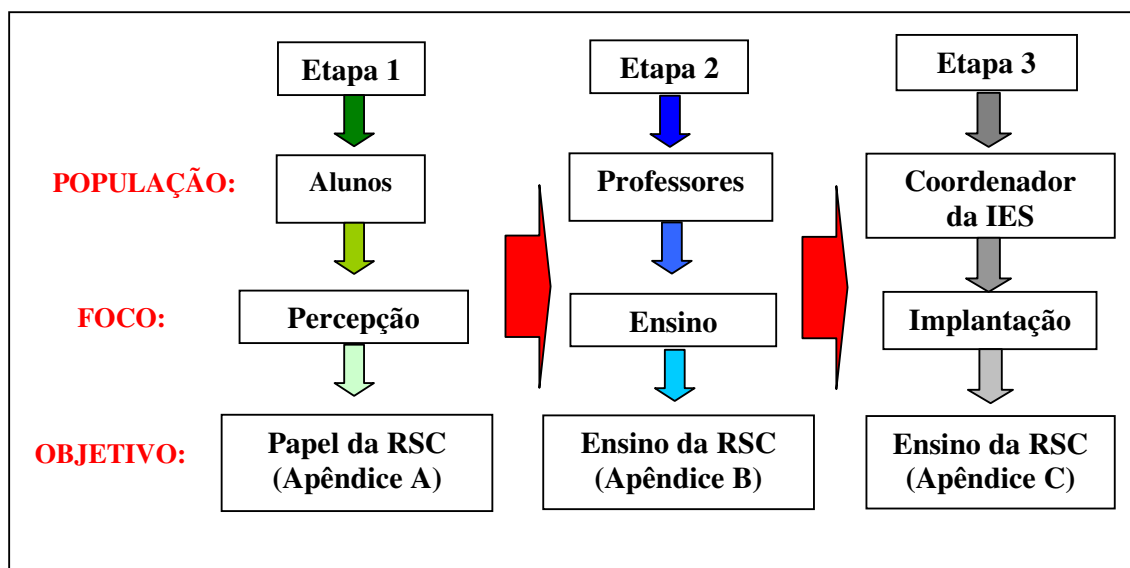 Etapa 1
Etapa 2
Etapa 3
POPULAÇÃO:
Alunos
Professores
Coordenador
da IES
FOCO:
Percepção
Ensino
Implantação
OBJETIVO:
Papel da RSC
(Apêndice A)
Ensino da RSC
(Apêndice B)
Ensino da RSC
(Apêndice C)